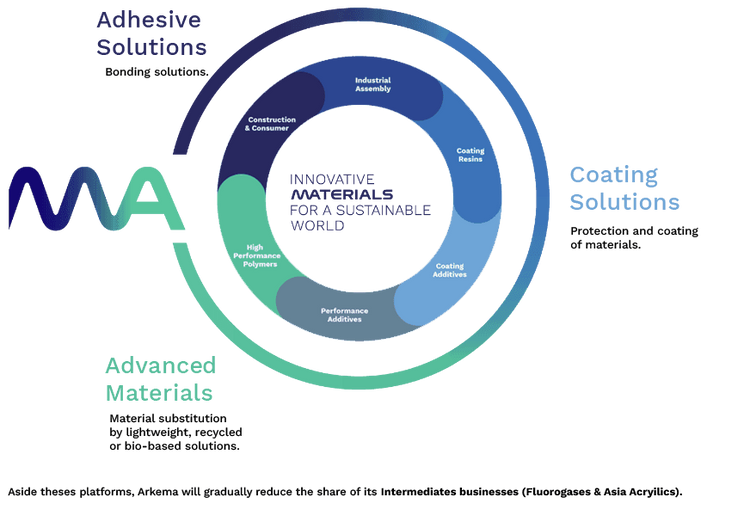 Adhesive
Solutions
Bonding solutions.
Industrial
Assembly
Construction
& Consumer
Coating
Resins
MA
INNOVATIVE
MATERIALS
FOR A SUSTAINABLE
WORLD
Coating
Solutions
Protection and coating
of materials.
High
Performance
Polymers
Coating
Additives
Performance
Additives
Advanced
Materials
Material substitution
by lightweight, recycled
or bio-based solutions.
Aside theses platforms, Arkema will gradually reduce the share of its Intermediates businesses (Fluorogases & Asia Acryilics).